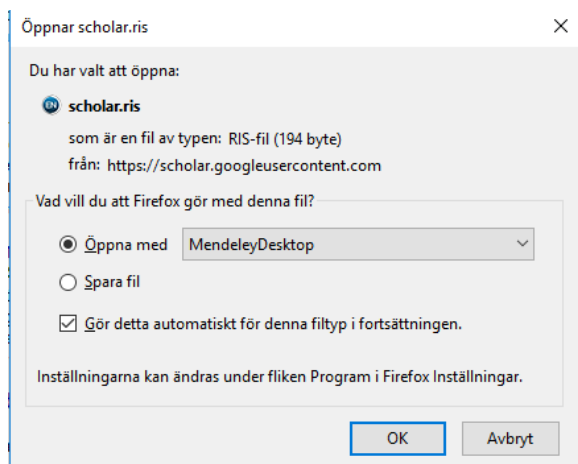 Öppnar scholar.ris
Du har valt att öppna:
EN scholar.ris
som är en fil av typen: RIS-fil (194 byte)
från: https://scholar.googleusercontent.com
Vad vill du att Firefox gör med denna fil?
Öppna med MendeleyDesktop
Spara fil
Gör detta automatiskt för denna filtyp i fortsättningen.
Inställningarna kan ändras under fliken Program i Firefox Inställningar.
OK Avbryt